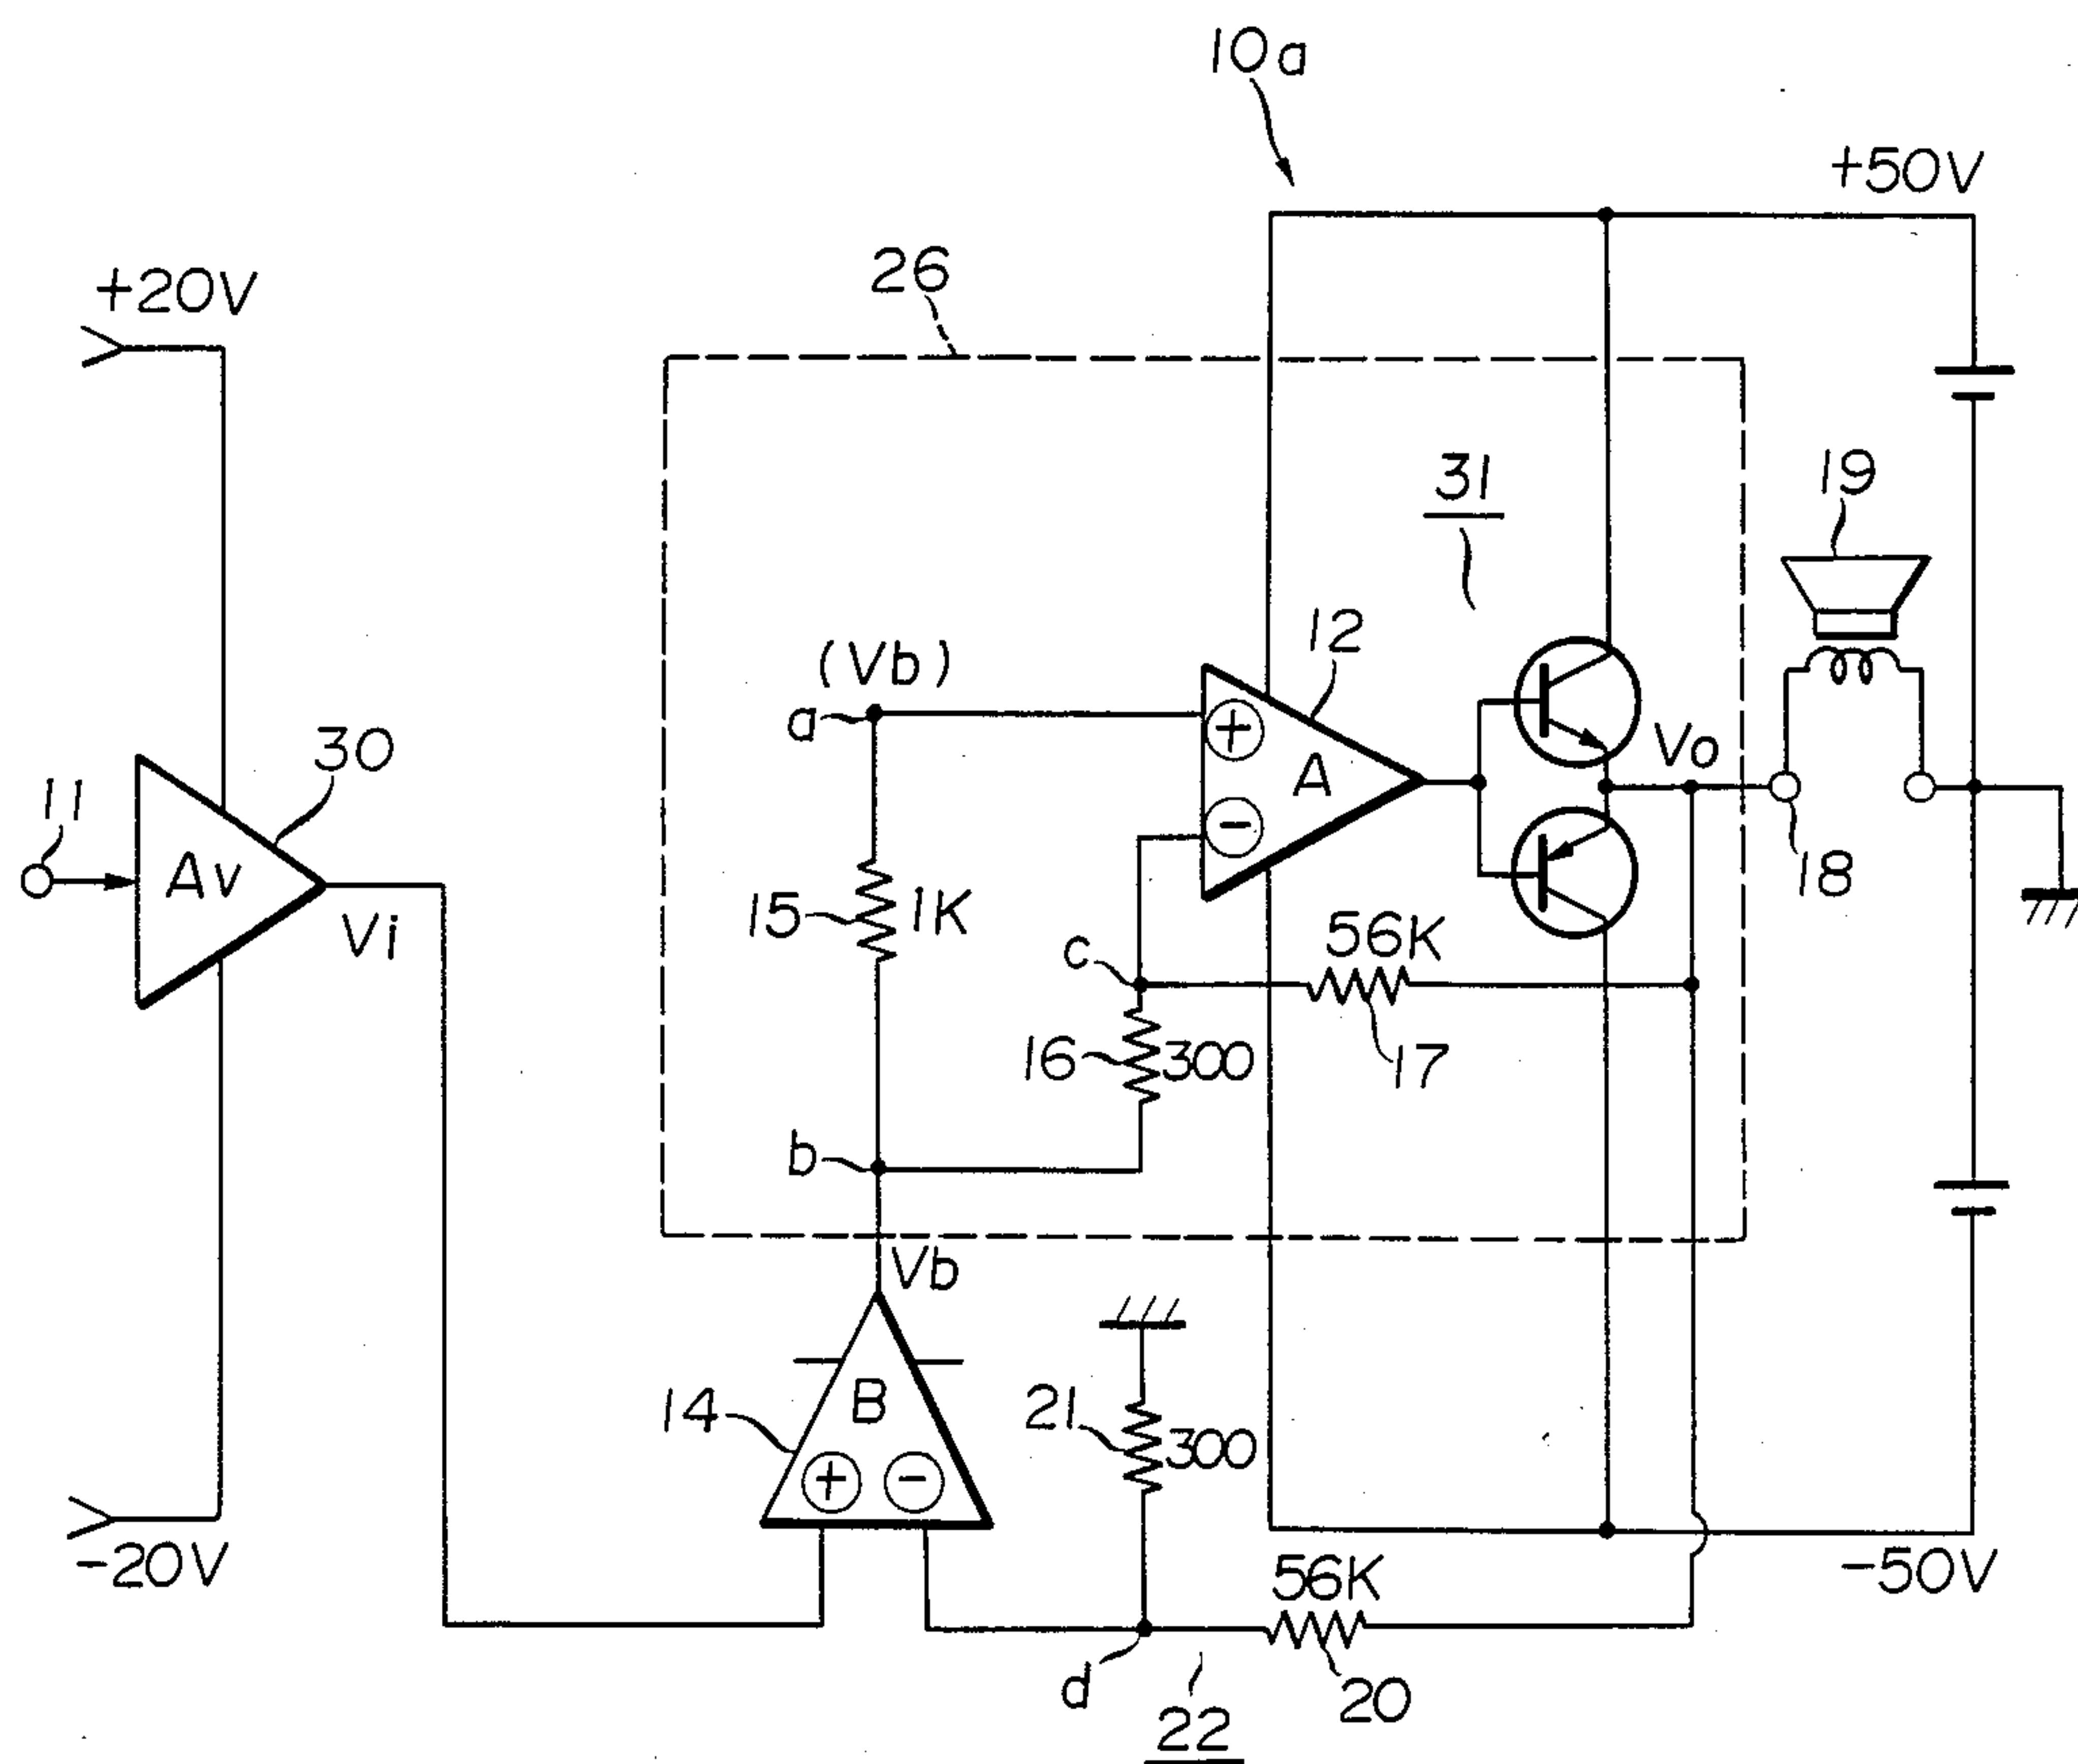 10a
+50V
26
+20V
31
19
(Vb)
12
a
+
30
A
Vo
-
11
Av
15
1K
18
Vi
56K
c
17
16
300
b
Vb
14
B
21
300
+
-
-20V
56K
-50V
d
20
22